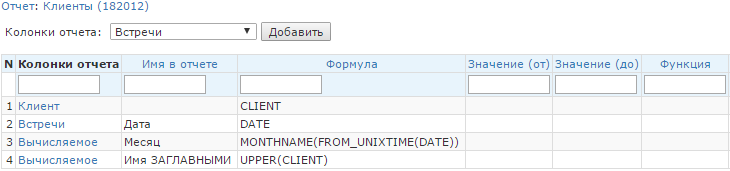 Отчет: Клиенты (182012)
Колонки отчета: Встречи Добавить
N Колонки отчета Имя в отчете Формула Значение (от) Значение (до) Функция
1 Клиент CLIENT
2 Встречи Дата DATE
3 Вычисляемое Месяц MONTHNAME(FROM_UNIXTIME(DATE))
4 Вычисляемое Имя ЗАГЛАВНЫМИ UPPER(CLIENT)